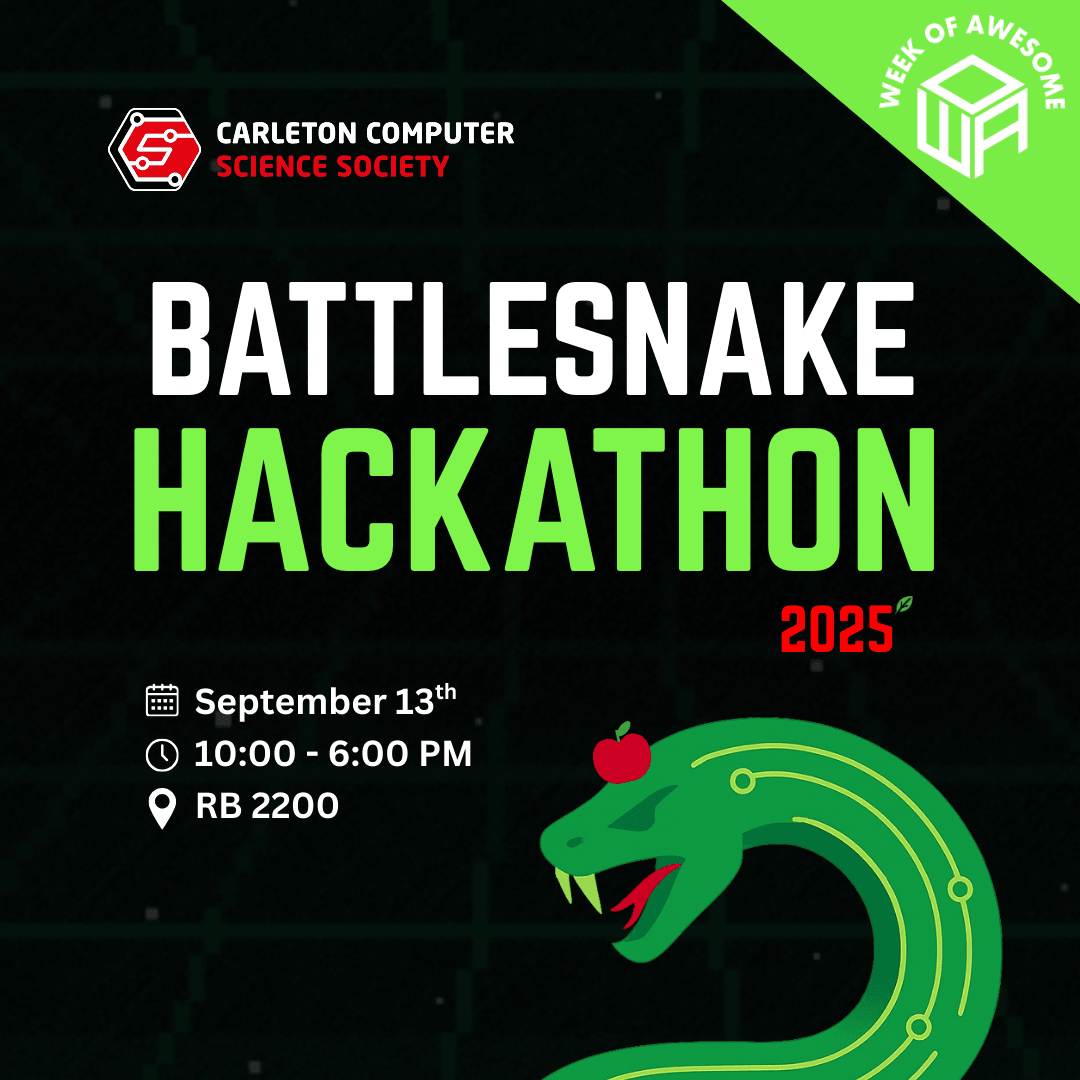 WEEK OF AWESOME
WOA
CARLETON COMPUTER
SCIENCE SOCIETY
BATTLESNAKE
HACKATHON
2025
September 13th
10:00 - 6:00 PM
RB 2200